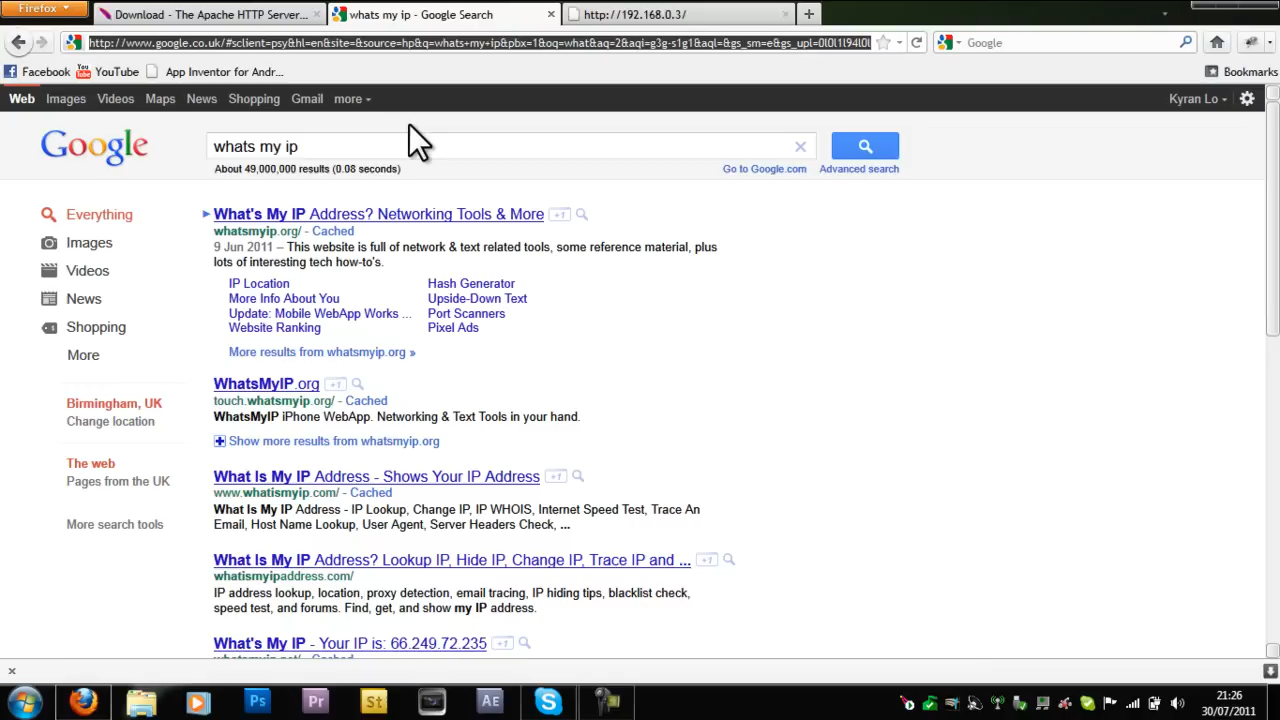 Firefox
Download - The Apache HTTP Server...
whats my ip - Google Search
http://192.168.0.3/
http://www.google.co.uk/#sclient=psy&hl=en&site=&source=hp&q=whats+my+ip&pbx=1&oq=what&aq=2&aqi=g3g-s1g1&aql=&gs_sm=e&gs_upl=0l0l1l94l0l
Google
Facebook
YouTube
App Inventor for Andr...
Bookmarks
Web
Images
Videos
Maps
News
Shopping
Gmail
more
Kyran Lo
Google
whats my ip
About 49,000,000 results (0.08 seconds)
Go to Google.com
Advanced search
Everything
Images
Videos
News
Shopping
More
Birmingham, UK
Change location
The web
Pages from the UK
More search tools
What's My IP Address? Networking Tools & More +1
whatsmyip.org/ - Cached
9 Jun 2011 – This website is full of network & text related tools, some reference material, plus
lots of interesting tech how-to's.
IP Location
Hash Generator
More Info About You
Upside-Down Text
Update: Mobile WebApp Works ...
Port Scanners
Website Ranking
Pixel Ads
More results from whatsmyip.org »
WhatsMyIP.org +1
touch.whatsmyip.org/ - Cached
WhatsMyIP iPhone WebApp. Networking & Text Tools in your hand.
Show more results from whatsmyip.org
What Is My IP Address - Shows Your IP Address +1
www.whatismyip.com/ - Cached
What Is My IP Address - IP Lookup, Change IP, IP WHOIS, Internet Speed Test, Trace An
Email, Host Name Lookup, User Agent, Server Headers Check, ...
What Is My IP Address? Lookup IP, Hide IP, Change IP, Trace IP and ... +1
whatismyipaddress.com/
IP address lookup, location, proxy detection, email tracing, IP hiding tips, blacklist check,
speed test, and forums. Find, get, and show my IP address.
What's My IP - Your IP is: 66.249.72.235 +1
Ps
Pr
St
AE
21:26
30/07/2011